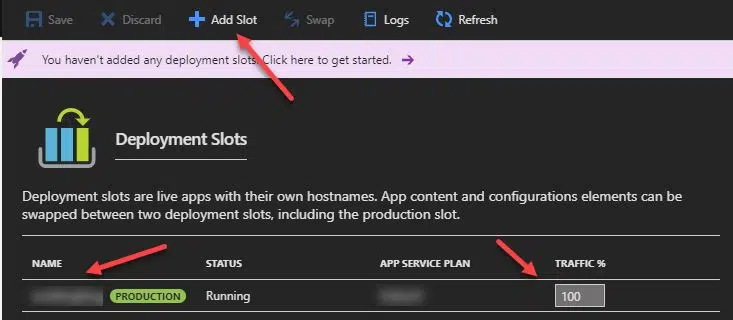 Save Discard Add Slot Swap Logs Refresh
You haven't added any deployment slots. Click here to get started.
Deployment Slots
Deployment slots are live apps with their own hostnames. App content and configurations elements can be
swapped between two deployment slots, including the production slot.
NAME STATUS APP SERVICE PLAN TRAFFIC %
PRODUCTION Running 100